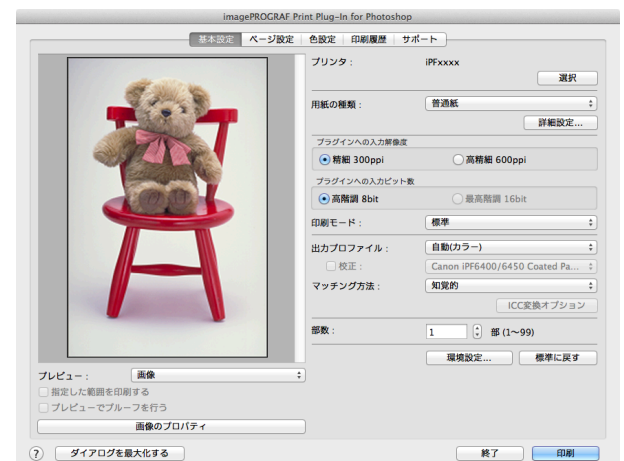 imagePROGRAF Print Plug-In for Photoshop
基本設定 ページ設定 色設定 印刷履歴 サポート
プリンタ： iPFxxxx
選択
用紙の種類： 普通紙
詳細設定...
プラグインへの入力解像度
精細 300ppi 高精細 600ppi
プラグインへの入力ビット数
高階調 8bit 最高階調 16bit
印刷モード： 標準
出力プロファイル： 自動(カラー)
校正： Canon iPF6400/6450 Coated Pa...
マッチング方法： 知覚的
ICC変換オプション
部数： 1 部 (1〜99)
環境設定... 標準に戻す
プレビュー： 画像
指定した範囲を印刷する
プレビューでプルーフを行う
画像のプロパティ
? ダイアログを最大化する 終了 印刷